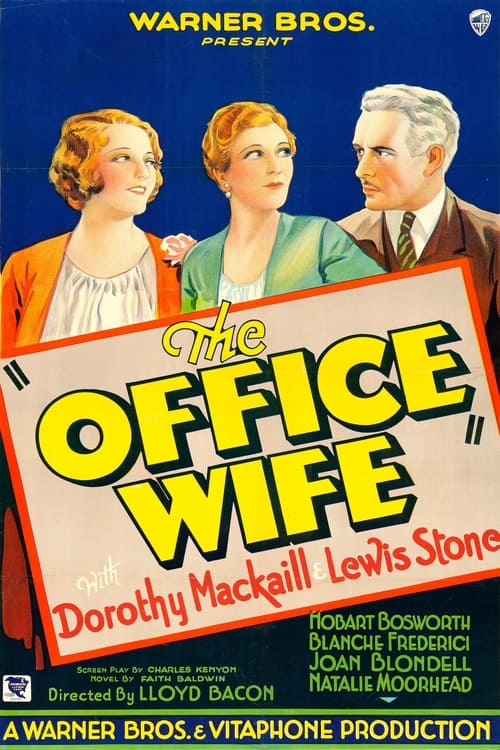 WARNER BROS.
PRESENT
"The
OFFICE
WIFE"
With
Dorothy Mackaill & Lewis Stone
HOBART BOSWORTH
BLANCHE FREDERICI
JOAN BLONDELL
NATALIE MOORHEAD
SCREEN PLAY BY CHARLES KENYON
NOVEL BY FAITH BALDWIN
Directed By LLOYD BACON
A WARNER BROS. & VITAPHONE PRODUCTION